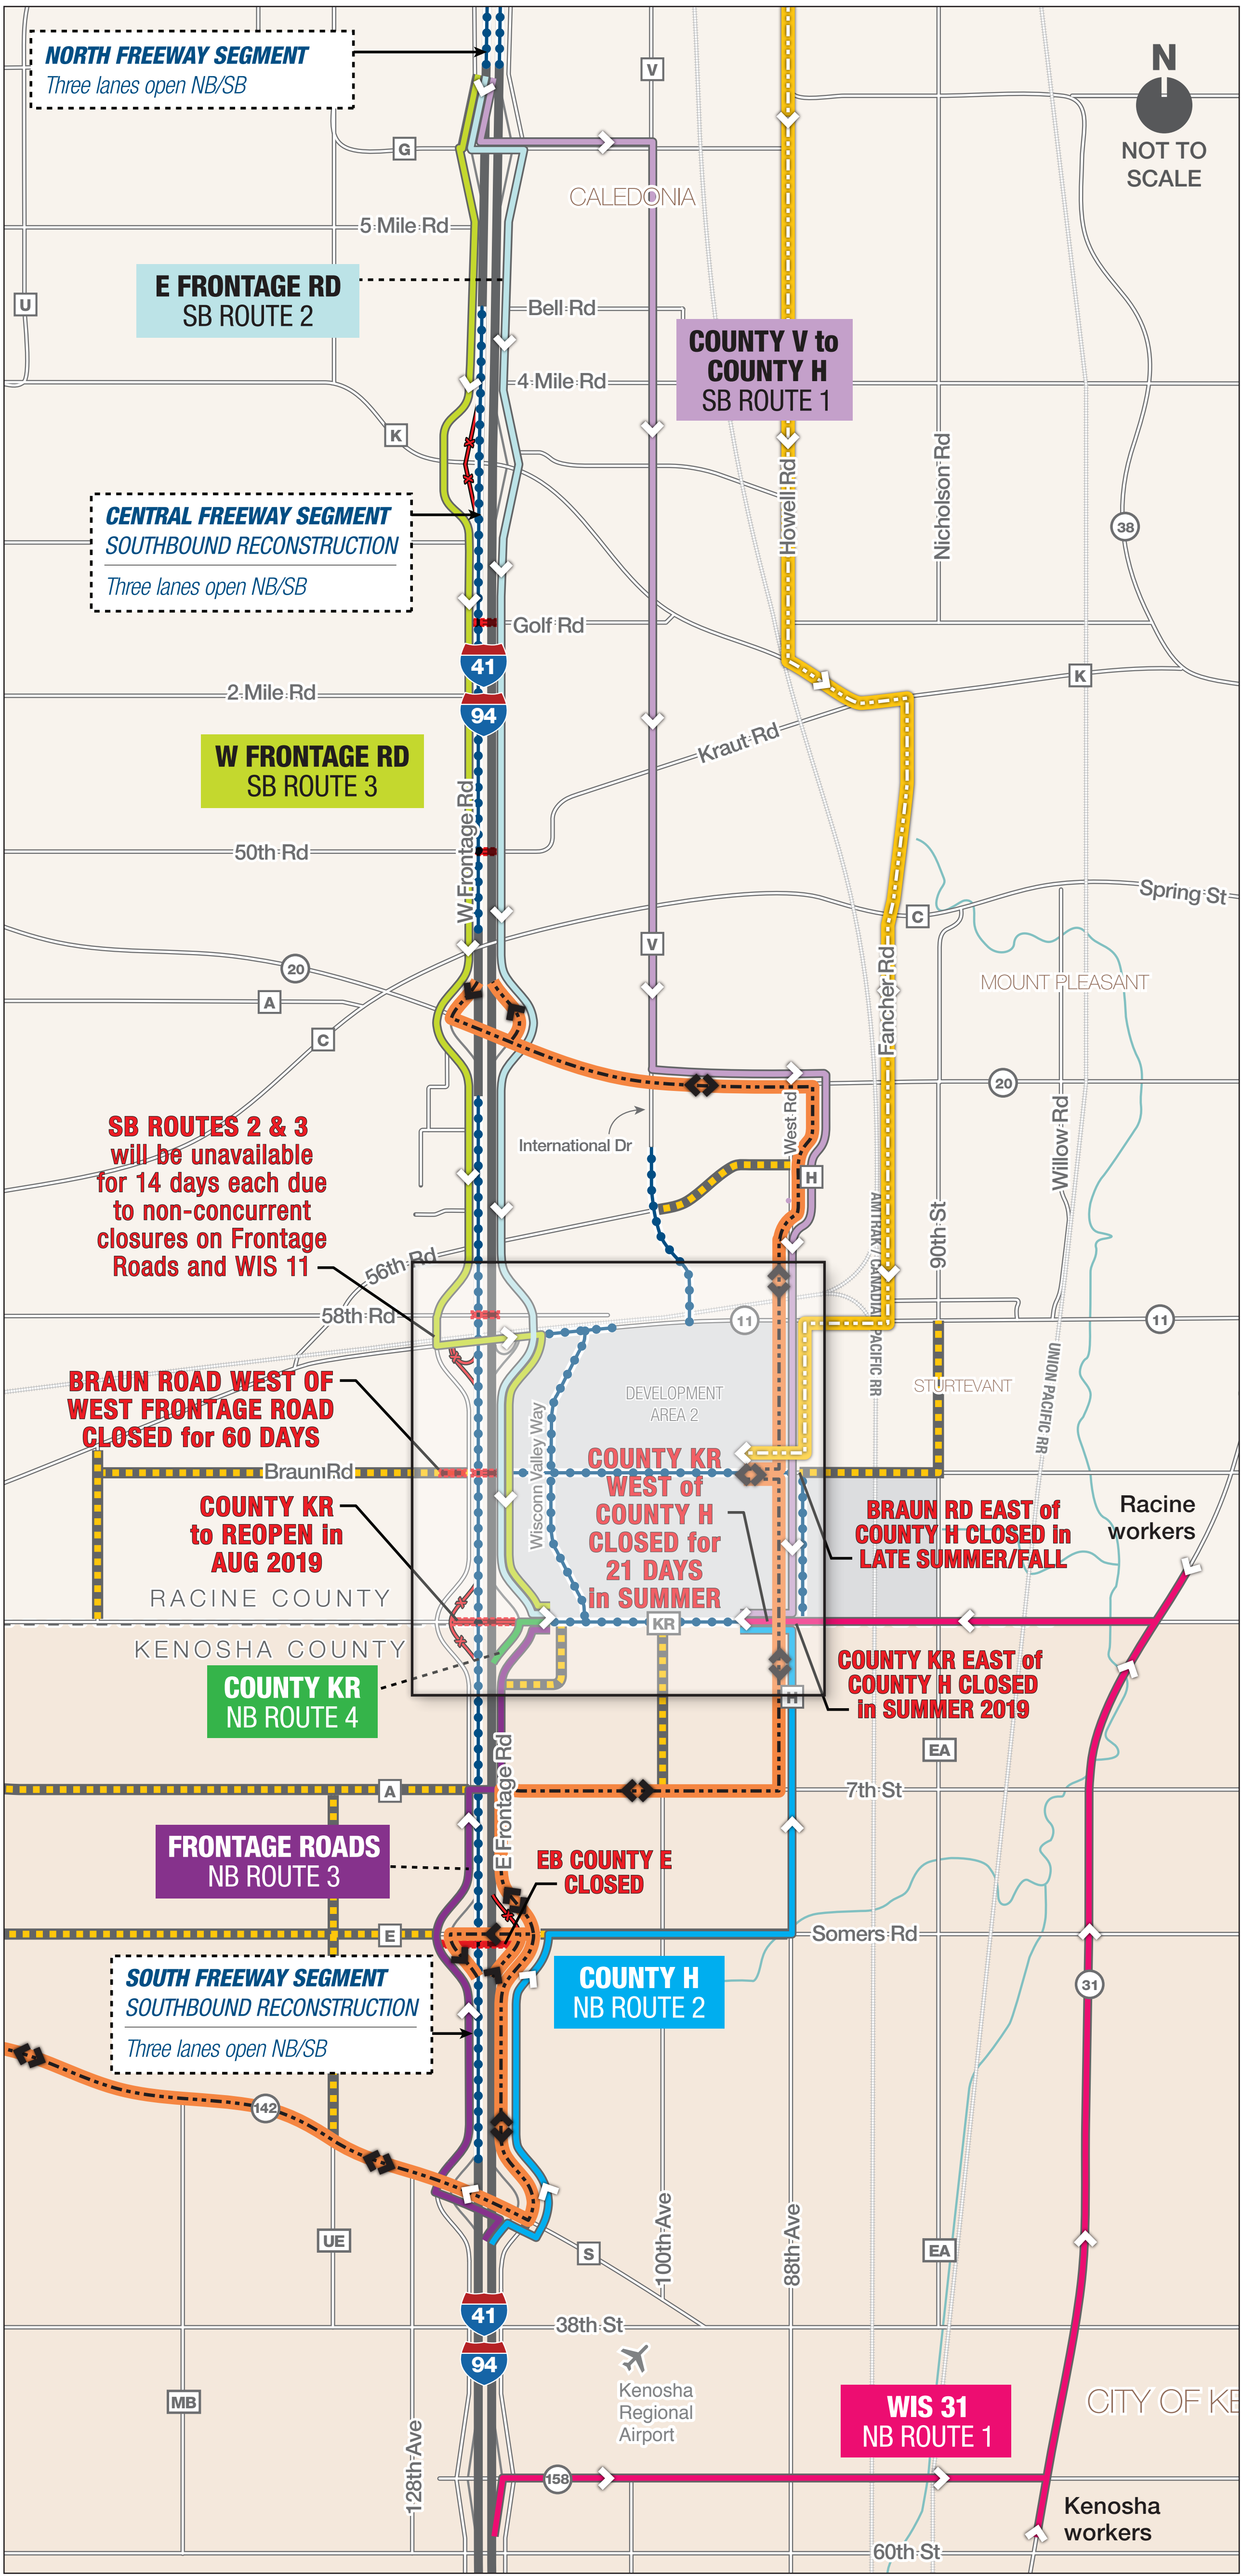 NORTH FREEWAY SEGMENT
Three lanes open NB/SB
V
N
NOT TO
SCALE
G
CALEDONIA
5 Mile Rd
E FRONTAGE RD
SB ROUTE 2
U
Bell Rd
COUNTY V to
COUNTY H
SB ROUTE 1
4 Mile Rd
K
Howell Rd
Nicholson Rd
38
CENTRAL FREEWAY SEGMENT
SOUTHBOUND RECONSTRUCTION
Three lanes open NB/SB
Golf Rd
41
94
K
2 Mile Rd
Kraut Rd
W FRONTAGE RD
SB ROUTE 3
W Frontage Rd
50th Rd
Spring St
C
V
20
Fancher Rd
MOUNT PLEASANT
A
C
20
West Rd
Willow Rd
International Dr
SB ROUTES 2 & 3
will be unavailable
for 14 days each due
to non-concurrent
closures on Frontage
Roads and WIS 11
H
AMTRAK / CANADIAN PACIFIC RR
90th St
56th Rd
58th Rd
11
11
UNION PACIFIC RR
BRAUN ROAD WEST OF
WEST FRONTAGE ROAD
CLOSED for 60 DAYS
DEVELOPMENT
AREA 2
STURTEVANT
Wisconn Valley Way
Braun Rd
COUNTY KR
WEST of
COUNTY H
CLOSED for
21 DAYS
in SUMMER
COUNTY KR
to REOPEN in
AUG 2019
BRAUN RD EAST of
COUNTY H CLOSED in
LATE SUMMER/FALL
Racine
workers
RACINE COUNTY
KR
KENOSHA COUNTY
COUNTY KR EAST of
COUNTY H CLOSED
in SUMMER 2019
COUNTY KR
NB ROUTE 4
H
EA
E Frontage Rd
A
7th St
FRONTAGE ROADS
NB ROUTE 3
EB COUNTY E
CLOSED
E
Somers Rd
SOUTH FREEWAY SEGMENT
SOUTHBOUND RECONSTRUCTION
Three lanes open NB/SB
COUNTY H
NB ROUTE 2
31
142
UE
S
100th Ave
88th Ave
EA
41
94
38th St
Kenosha
Regional
Airport
MB
128th Ave
WIS 31
NB ROUTE 1
CITY OF KE
158
Kenosha
workers
60th St